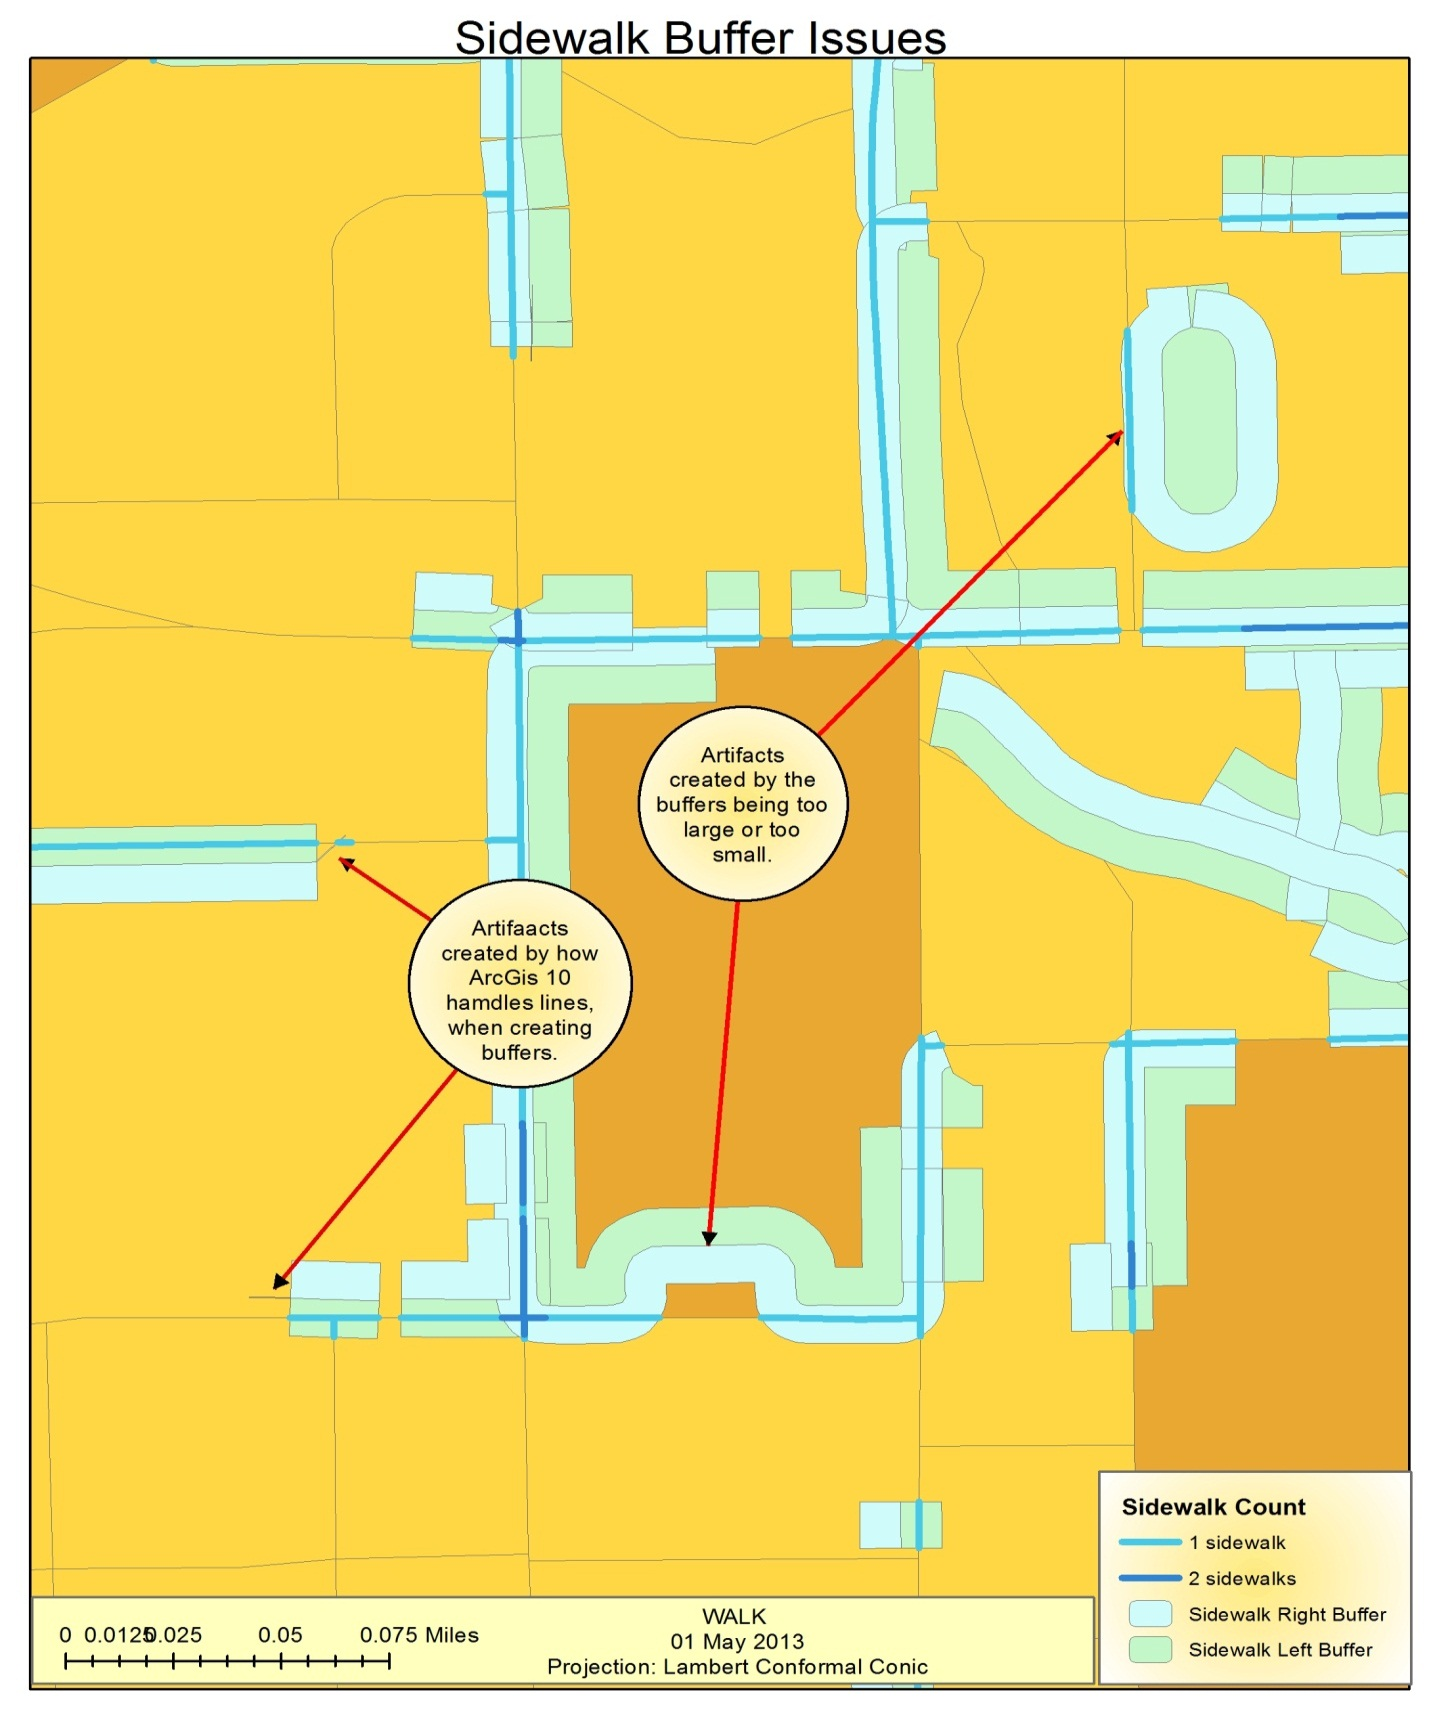 Sidewalk Buffer Issues
Artifacts
created by the
buffers being too
large or too
small.
Artifaacts
created by how
ArcGis 10
hamdles lines,
when creating
buffers.
Sidewalk Count
1 sidewalk
2 sidewalks
Sidewalk Right Buffer
Sidewalk Left Buffer
0 0.0125 0.025 0.05 0.075 Miles
WALK
01 May 2013
Projection: Lambert Conformal Conic